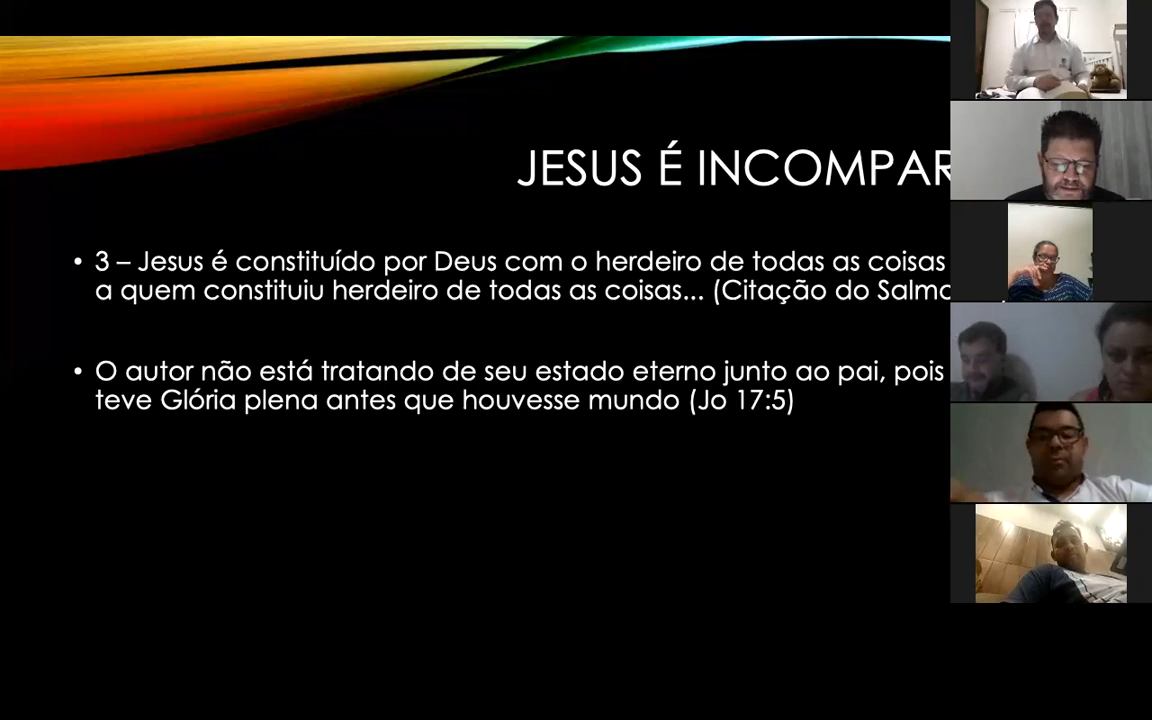 JESUS É
• 3 – Jesus é constituído por Deus com o herdeiro de todas as coisas
a quem constituiu herdeiro de todas as coisas... (Citação do
• O autor não está tratando de seu estado eterno junto ao pai, pois
teve Glória plena antes que houvesse mundo (Jo 17:5)